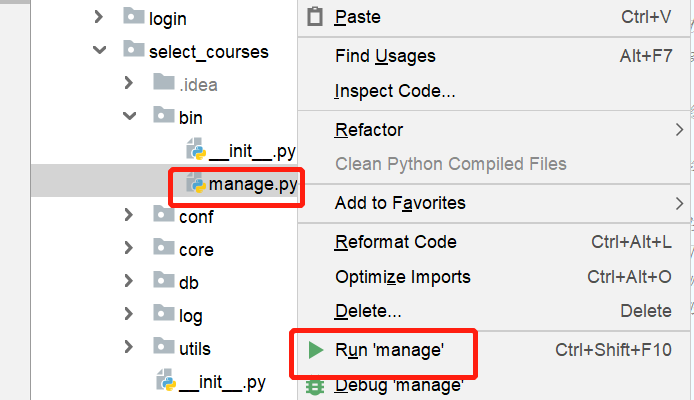 login
select_courses
.idea
bin
__init__.py
manage.py
conf
core
db
log
utils
__init__.py
Paste Ctrl+V
Find Usages Alt+F7
Inspect Code...
Refactor
Clean Python Compiled Files
Add to Favorites
Reformat Code Ctrl+Alt+L
Optimize Imports Ctrl+Alt+O
Delete... Delete
Run 'manage' Ctrl+Shift+F10
Debug 'manage'